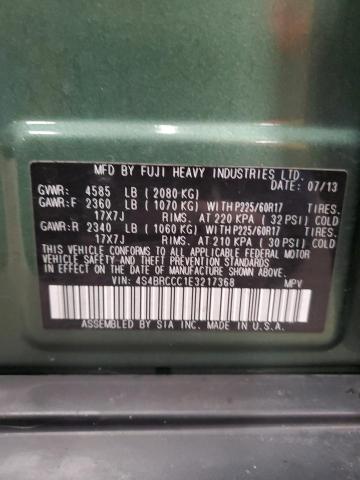 MFD BY FUJI HEAVY INDUSTRIES LTD.
GVWR: 4585 LB ( 2080 KG) DATE: 07/13
GAWR:F 2360 LB ( 1070 KG) WITH P225/60R17 TIRES.
17X7J RIMS. AT 220 KPA ( 32 PSI) COLD
GAWR:R 2340 LB ( 1060 KG) WITH P225/60R17 TIRES.
17X7J RIMS. AT 210 KPA ( 30 PSI) COLD
THIS VEHICLE CONFORMS TO ALL APPLICABLE FEDERAL MOTOR
VEHICLE SAFETY AND THEFT PREVENTION STANDARDS IN
EFFECT ON THE DATE OF MANUFACTURE SHOWN ABOVE.
VIN: 4S4BRCCC1E3217368 MPV
ASSEMBLED BY SIA INC. MADE IN U.S.A.